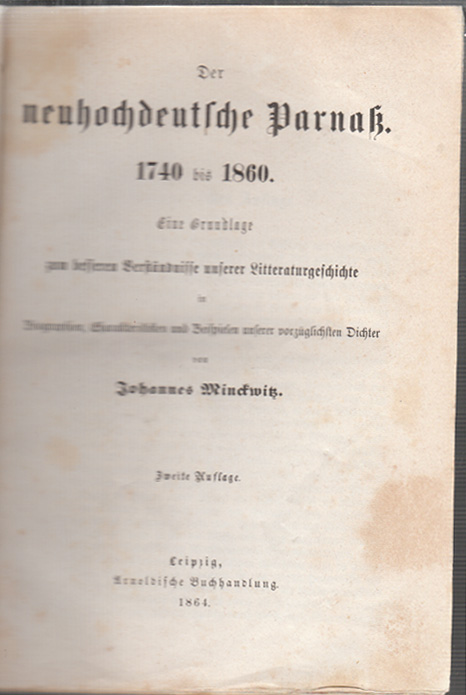 Der
neuhochdeutsche Parnaß.
1740 bis 1860.
Eine Grundlage
zum besseren Verständnisse unserer Litteraturgeschichte
in
Biographien, Charakteristiken und Beispielen unserer vorzüglichsten Dichter
von
Johannes Minckwitz.
Zweite Auflage.
Leipzig,
Arnoldische Buchhandlung.
1864.